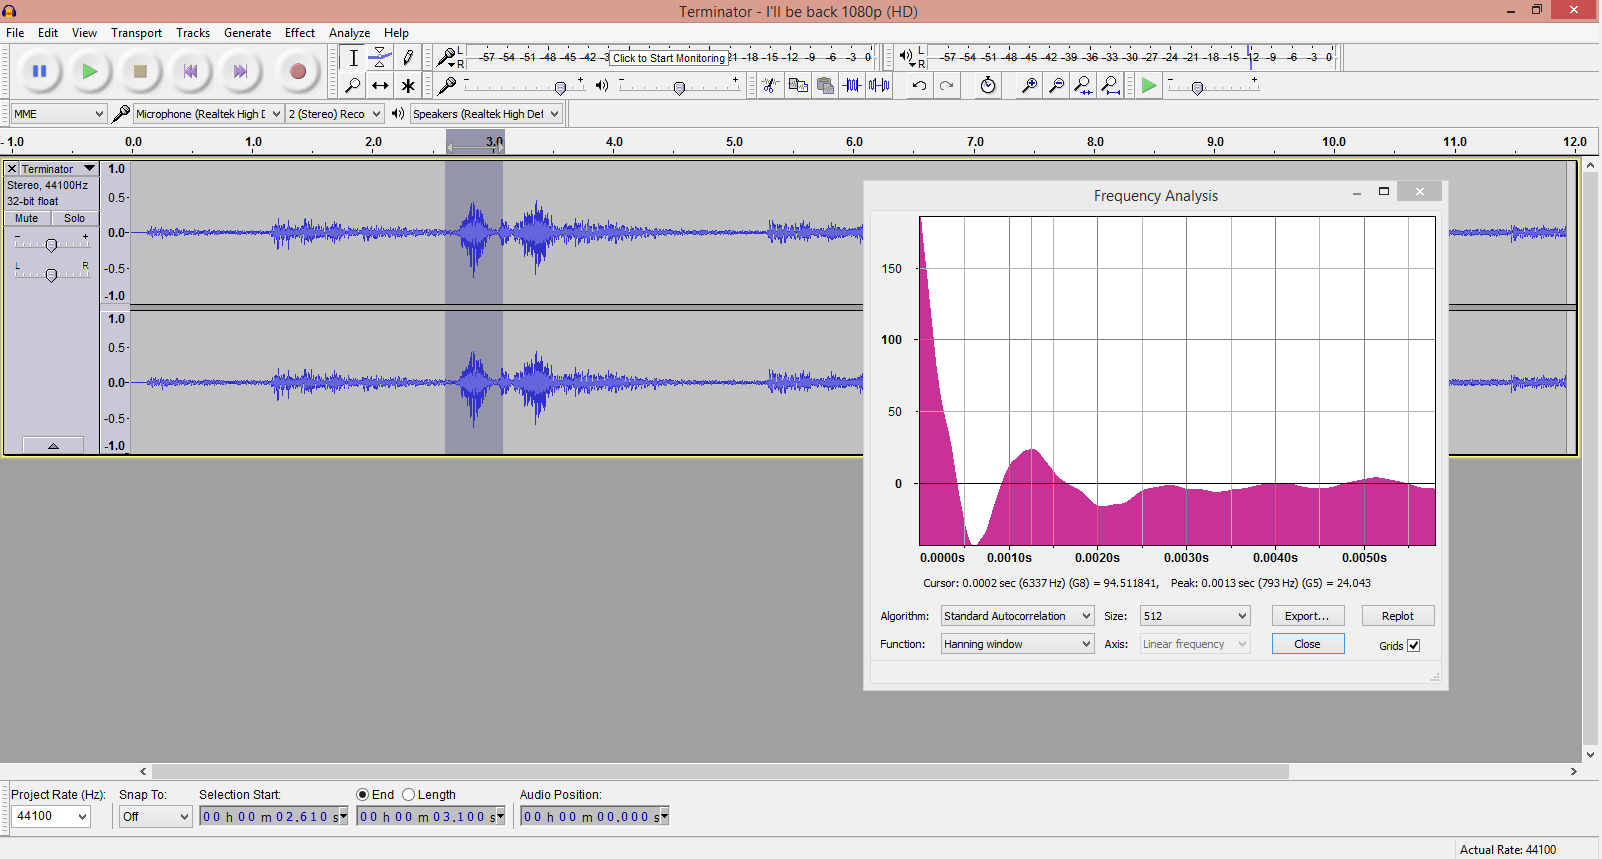 Terminator - I'll be back 1080p (HD)
File Edit View Transport Tracks Generate Effect Analyze Help
L R -57 -54 -51 -48 -45 -42 -3 Click to Start Monitoring 21 -18 -15 -12 -9 -6 -3 0
L R -57 -54 -51 -48 -45 -42 -39 -36 -33 -30 -27 -24 -21 -18 -15 -12 -9 -6 -3 0
- + - + - +
MME Microphone (Realtek High D 2 (Stereo) Reco Speakers (Realtek High Def
-1.0 0.0 1.0 2.0 3.0 4.0 5.0 6.0 7.0 8.0 9.0 10.0 11.0 12.0
X Terminator
Stereo, 44100Hz
32-bit float
Mute Solo
- +
L R
1.0
0.5
0.0
-0.5
-1.0
1.0
0.5
0.0
-0.5
-1.0
Frequency Analysis
150
100
50
0
0.0000s 0.0010s 0.0020s 0.0030s 0.0040s 0.0050s
Cursor: 0.0002 sec (6337 Hz) (G8) = 94.511841, Peak: 0.0013 sec (793 Hz) (G5) = 24.043
Algorithm: Standard Autocorrelation Size: 512 Export... Replot
Function: Hanning window Axis: Linear frequency Close Grids
Project Rate (Hz): Snap To: Selection Start: End Length Audio Position:
44100 Off 00 h 00 m 02.610 s 00 h 00 m 03.100 s 00 h 00 m 00.000 s
Actual Rate: 44100